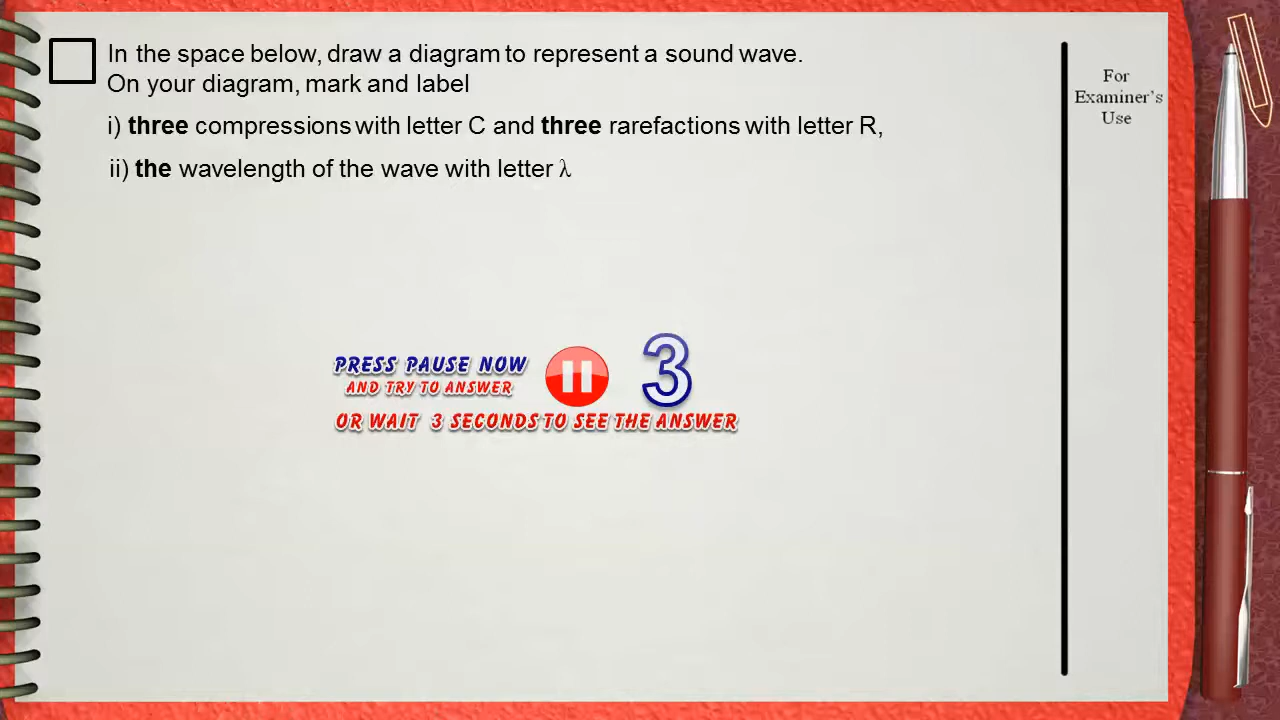 In the space below, draw a diagram to represent a sound wave.
On your diagram, mark and label
i) three compressions with letter C and three rarefactions with letter R,
ii) the wavelength of the wave with letter λ
For
Examiner's
Use
PRESS PAUSE NOW
AND TRY TO ANSWER
3
OR WAIT 3 SECONDS TO SEE THE ANSWER